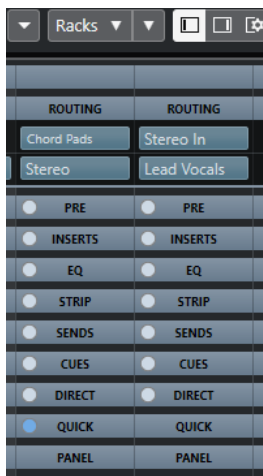 Racks
ROUTING ROUTING
Chord Pads Stereo In
Stereo Lead Vocals
PRE PRE
INSERTS INSERTS
EQ EQ
STRIP STRIP
SENDS SENDS
CUES CUES
DIRECT DIRECT
QUICK QUICK
PANEL PANEL